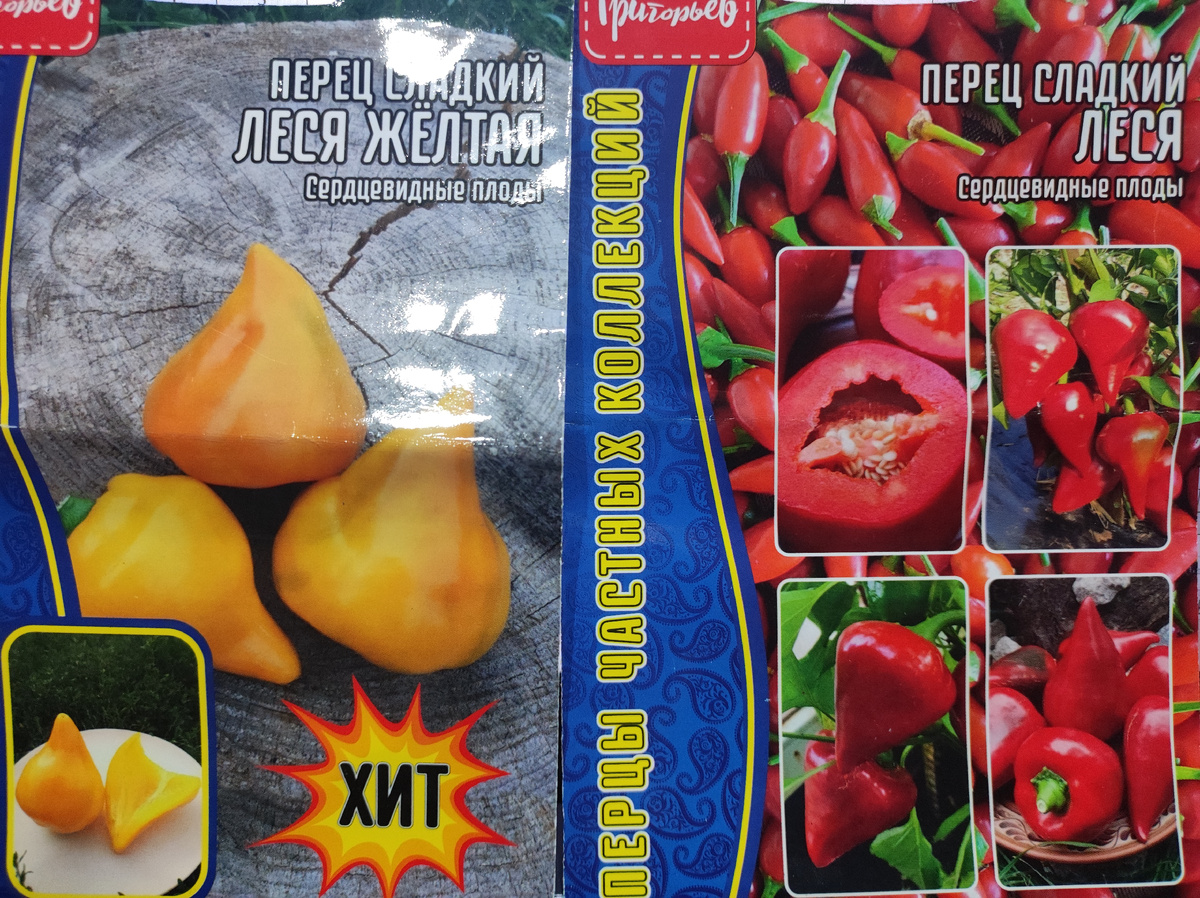 ПЕРЕЦ СЛАДКИЙ
ЛЕСЯ ЖЁЛТАЯ
Сердцевидные плоды
ХИТ
Григорьев
ПЕРЦЫ ЧАСТНЫХ КОЛЛЕКЦИЙ
ПЕРЕЦ СЛАДКИЙ
ЛЕСЯ
Сердцевидные плоды